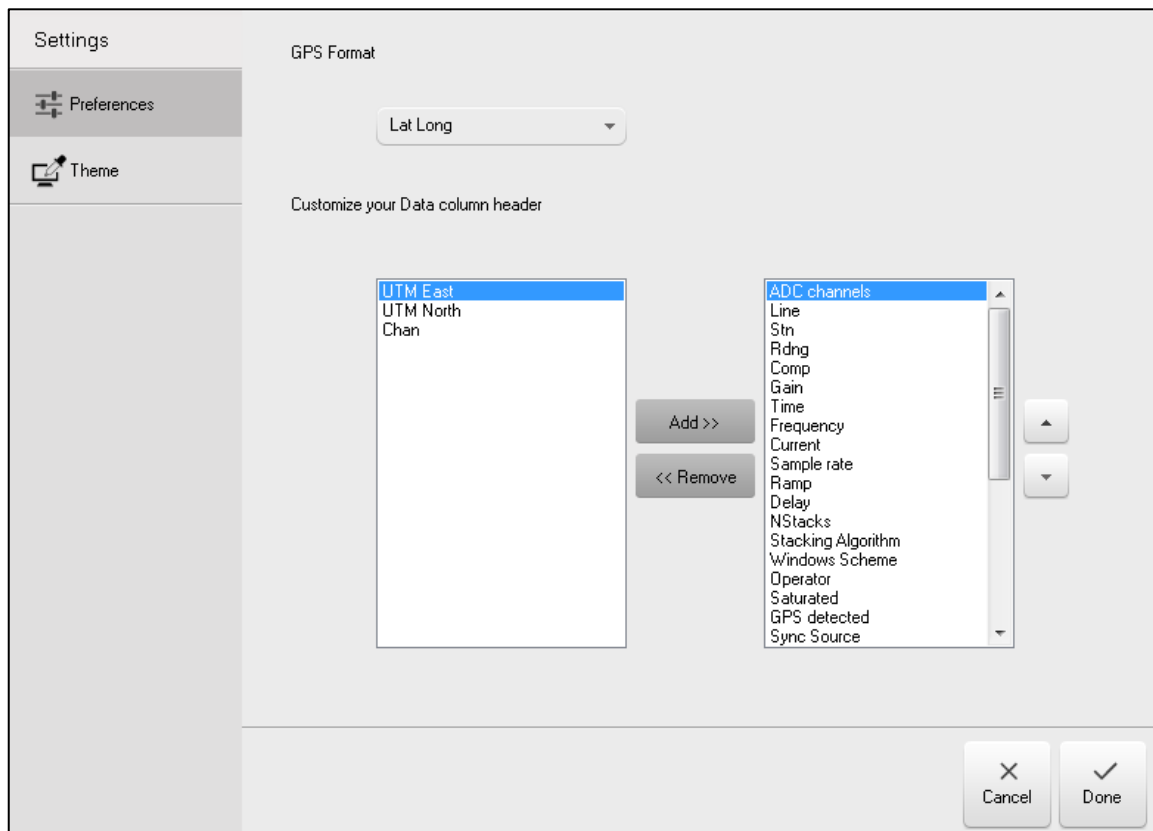 Settings
Preferences
Theme
GPS Format
Lat Long
Customize your Data column header
UTM East
UTM North
Chan
Add >>
<< Remove
ADC channels
Line
Stn
Rdng
Comp
Gain
Time
Frequency
Current
Sample rate
Ramp
Delay
NStacks
Stacking Algorithm
Windows Scheme
Operator
Saturated
GPS detected
Sync Source
Cancel
Done